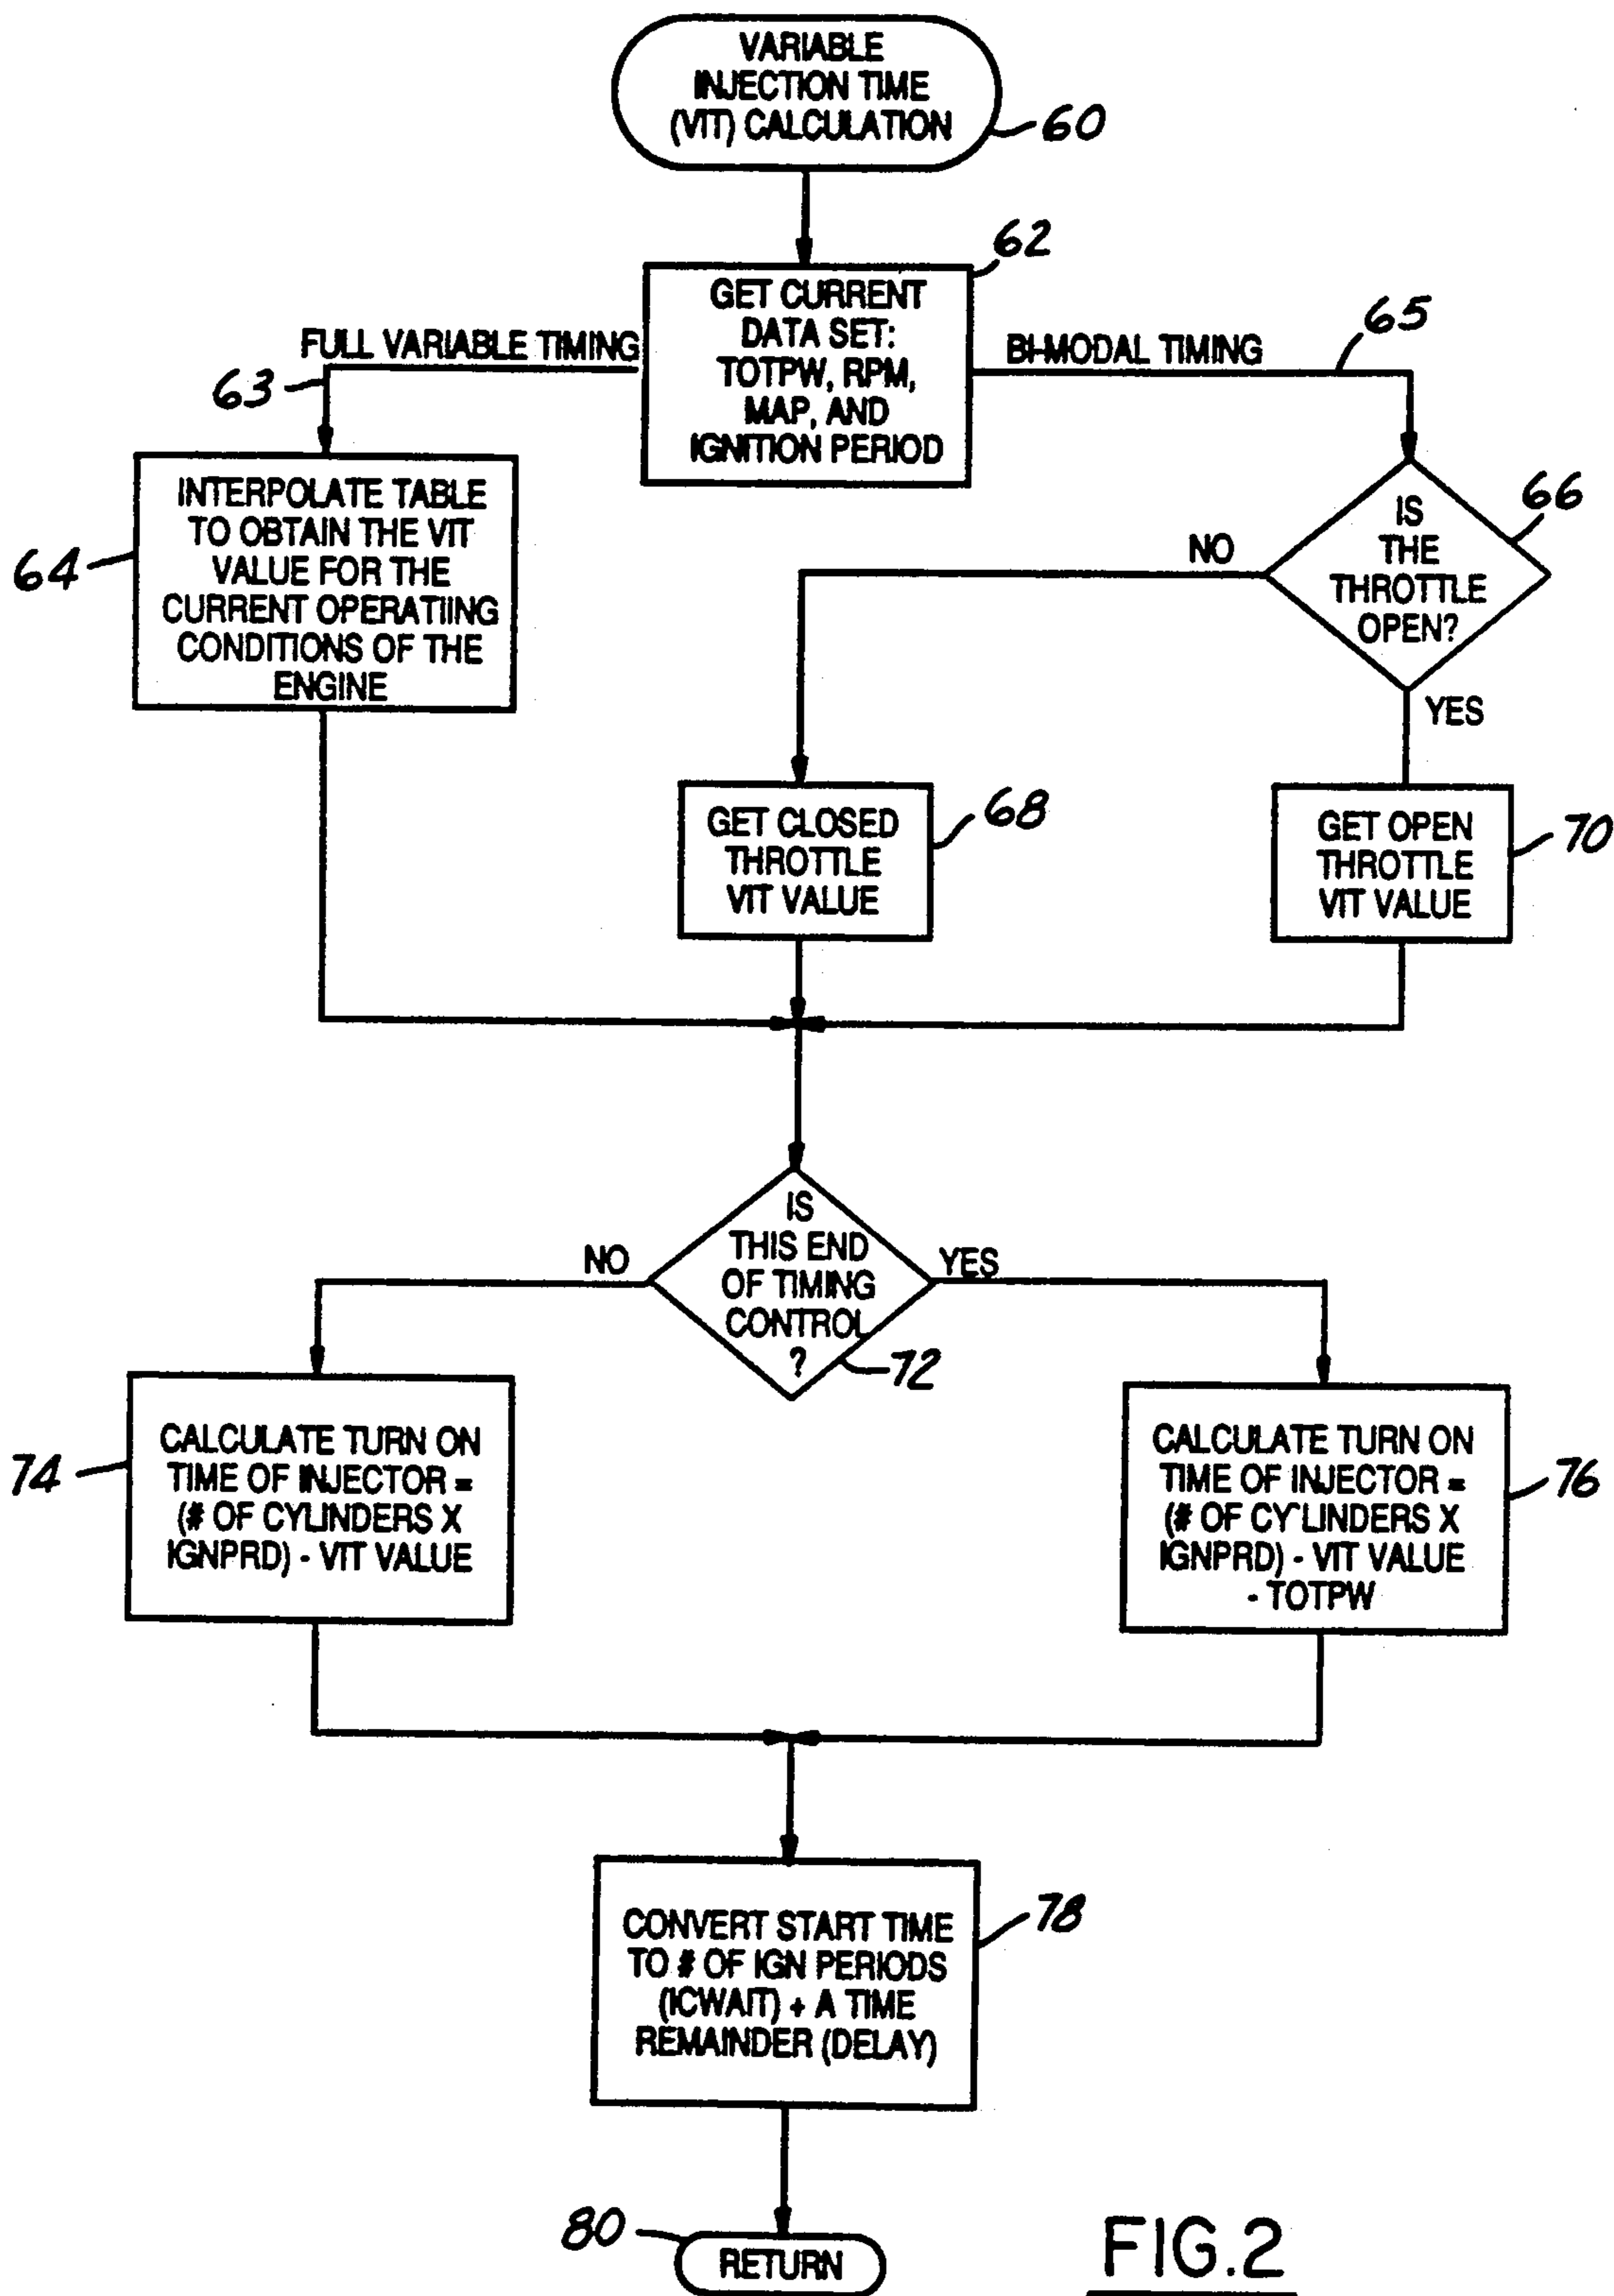 VARIABLE
INJECTION TIME
(VIT) CALCULATION
60
62
GET CURRENT
DATA SET:
TOTPW, RPM,
MAP, AND
IGNITION PERIOD
FULL VARIABLE TIMING
63
BI-MODAL TIMING
65
64
INTERPOLATE TABLE
TO OBTAIN THE VIT
VALUE FOR THE
CURRENT OPERATIING
CONDITIONS OF THE
ENGINE
66
IS
THE
THROTTLE
OPEN?
NO
YES
GET CLOSED
THROTTLE
VIT VALUE
68
GET OPEN
THROTTLE
VIT VALUE
70
IS
THIS END
OF TIMING
CONTROL
?
72
NO
YES
74
CALCULATE TURN ON
TIME OF INJECTOR =
(# OF CYLINDERS X
IGNPRD) - VIT VALUE
CALCULATE TURN ON
TIME OF INJECTOR =
(# OF CYLINDERS X
IGNPRD) - VIT VALUE
- TOTPW
76
CONVERT START TIME
TO # OF IGN PERIODS
(ICWAIT) + A TIME
REMAINDER (DELAY)
78
80
RETURN
FIG.2